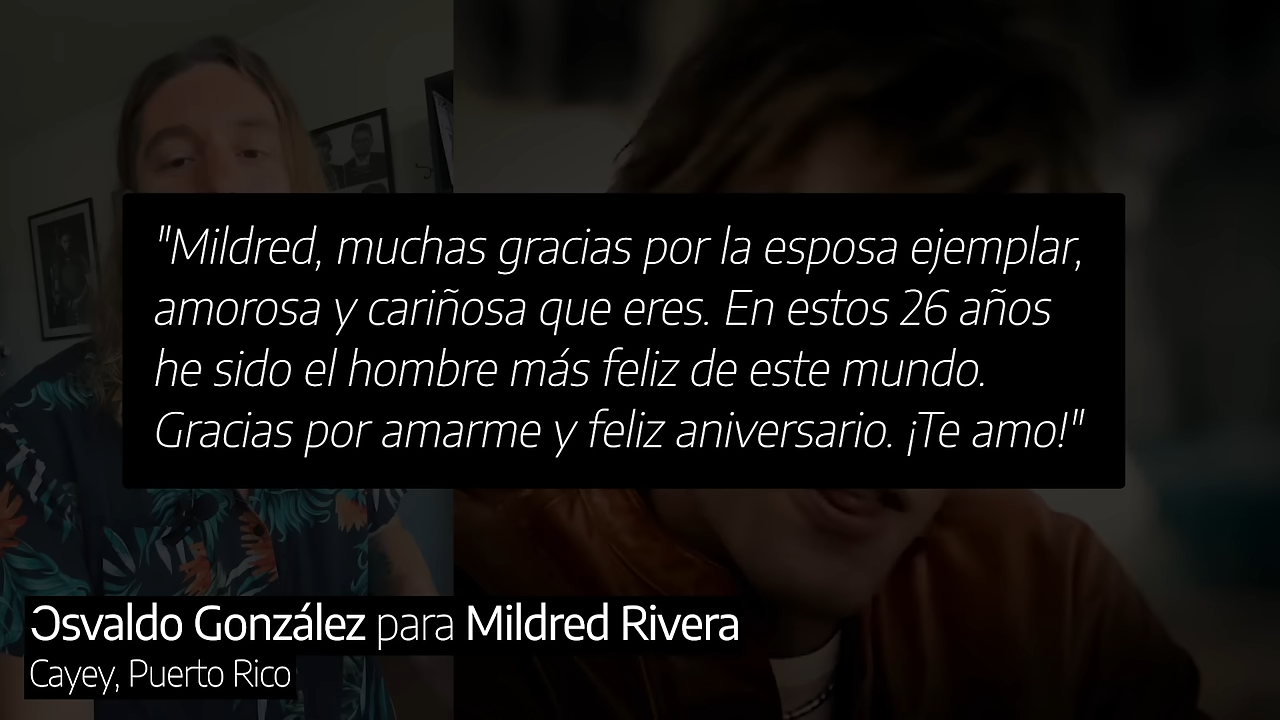 "Mildred, muchas gracias por la esposa ejemplar,
amorosa y cariñosa que eres. En estos 26 años
he sido el hombre más feliz de este mundo.
Gracias por amarme y feliz aniversario. ¡Te amo!"
Osvaldo González para Mildred Rivera
Cayey, Puerto Rico